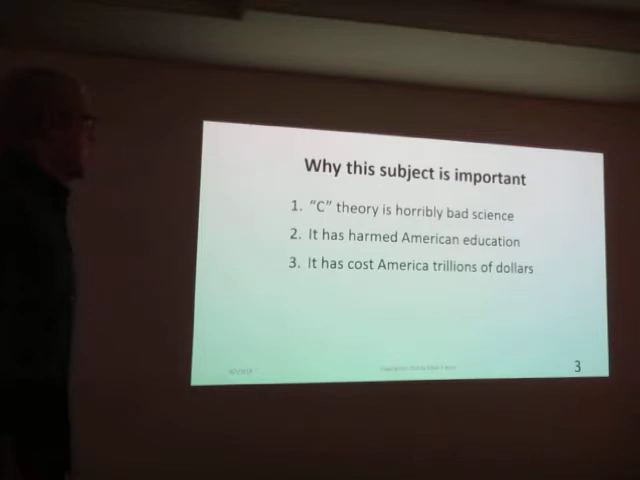 Why this subject is important
1. “C” theory is horribly bad science
2. It has harmed American education
3. It has cost America trillions of dollars
3